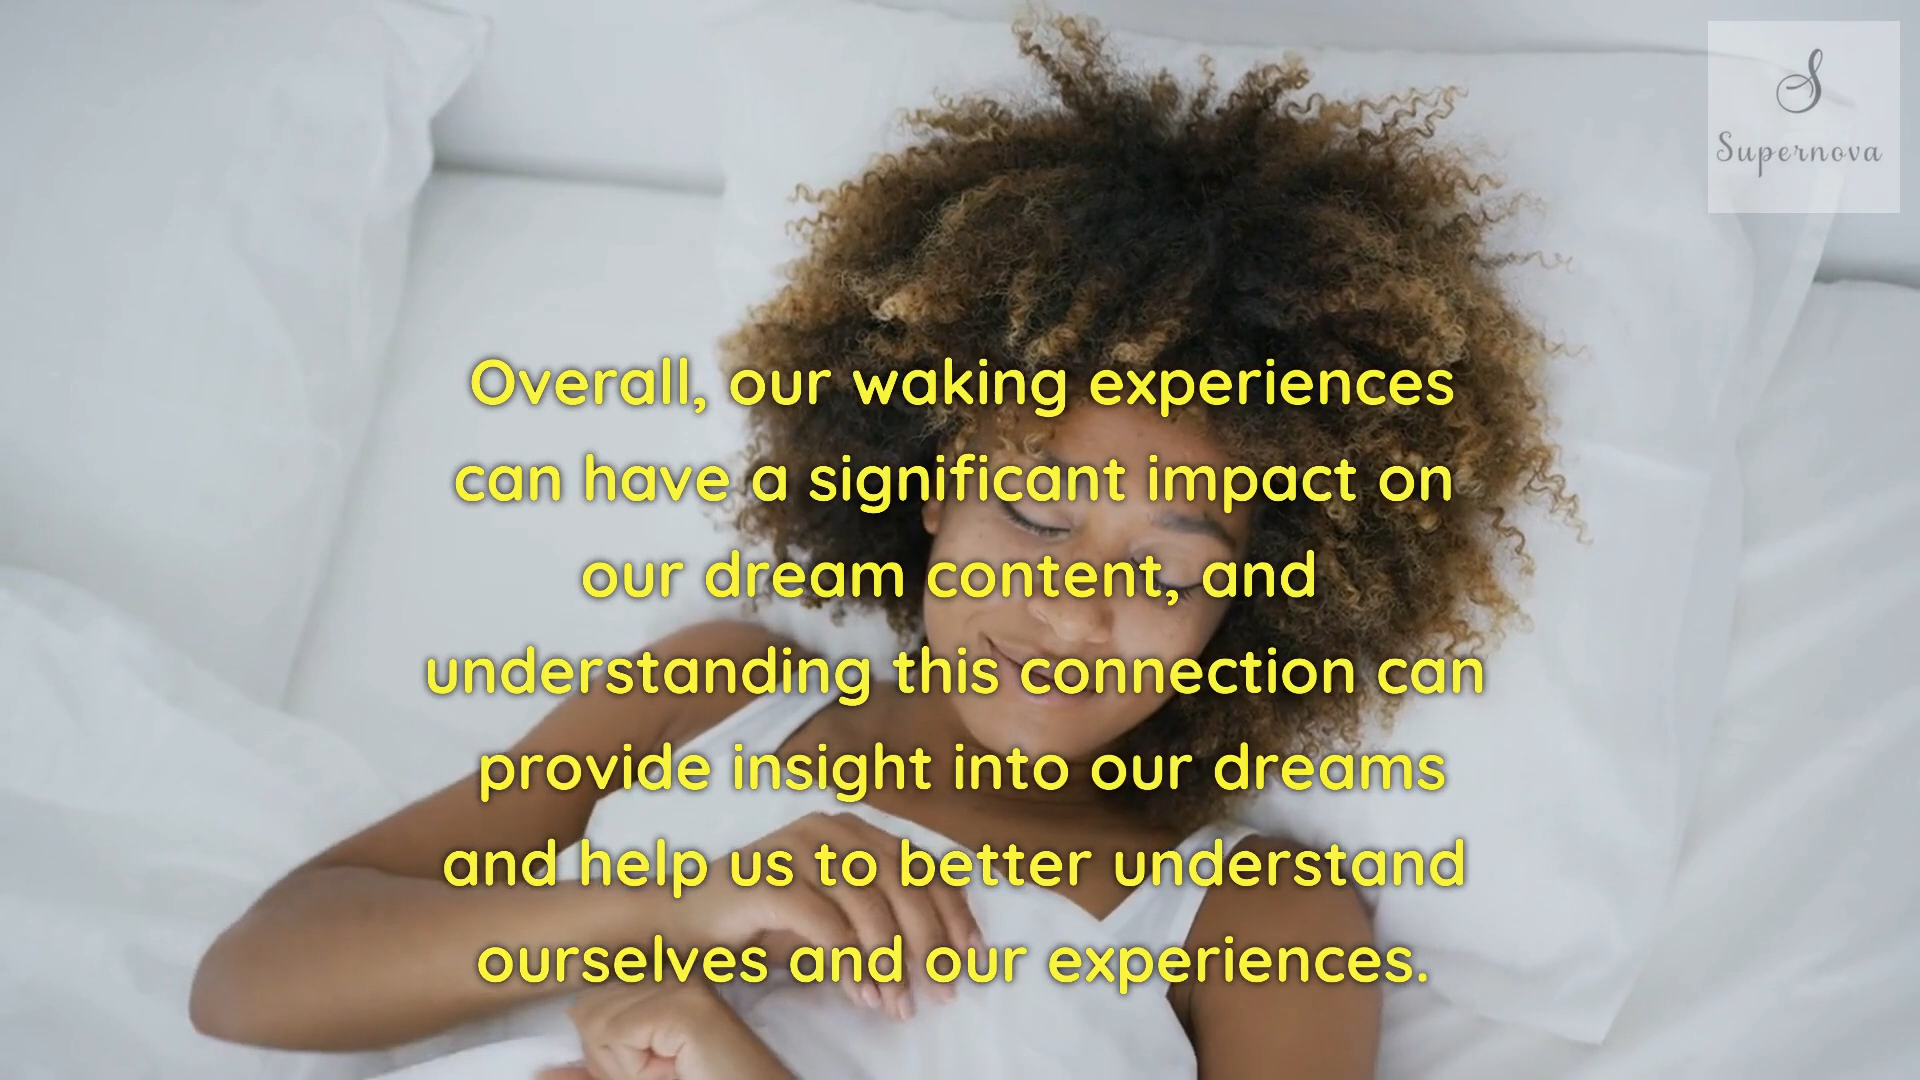 S
Supernova
Overall, our waking experiences
can have a significant impact on
our dream content, and
understanding this connection can
provide insight into our dreams
and help us to better understand
ourselves and our experiences.